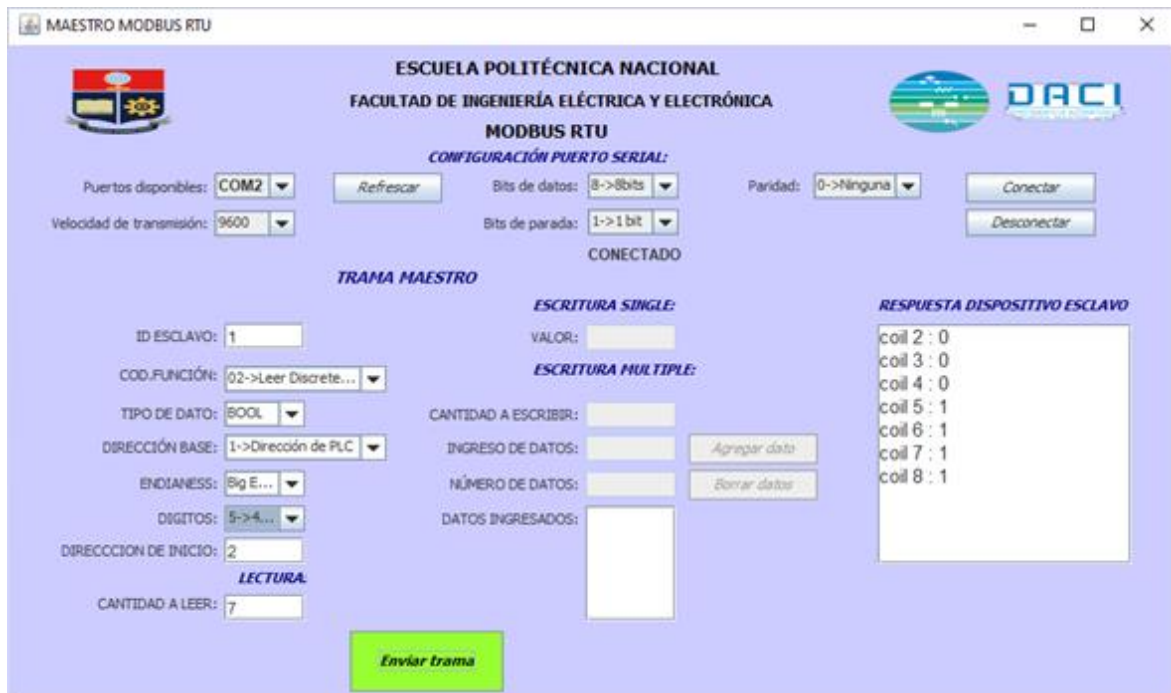 MAESTRO MODBUS RTU
ESCUELA POLITÉCNICA NACIONAL
FACULTAD DE INGENIERÍA ELÉCTRICA Y ELECTRÓNICA
DACI
MODBUS RTU
CONFIGURACIÓN PUERTO SERIAL:
Puertos disponibles: COM2 Refrescar Bits de datos: 8->8bits Paridad: 0->Ninguna Conectar
Velocidad de transmisión: 9600 Bits de parada: 1->1 bit Desconectar
CONECTADO
TRAMA MAESTRO
ID ESCLAVO: 1
COD.FUNCIÓN: 02->Leer Discrete...
TIPO DE DATO: BOOL
DIRECCIÓN BASE: 1->Dirección de PLC
ENDIANESS: Big E...
DIGITOS: 5->4...
DIRECCCION DE INICIO: 2
LECTURA:
CANTIDAD A LEER: 7
Enviar trama
ESCRITURA SINGLE:
VALOR:
ESCRITURA MULTIPLE:
CANTIDAD A ESCRIBIR:
INGRESO DE DATOS: Agregar dato
NÚMERO DE DATOS: Borrar datos
DATOS INGRESADOS:
RESPUESTA DISPOSITIVO ESCLAVO
coil 2 : 0
coil 3 : 0
coil 4 : 0
coil 5 : 1
coil 6 : 1
coil 7 : 1
coil 8 : 1